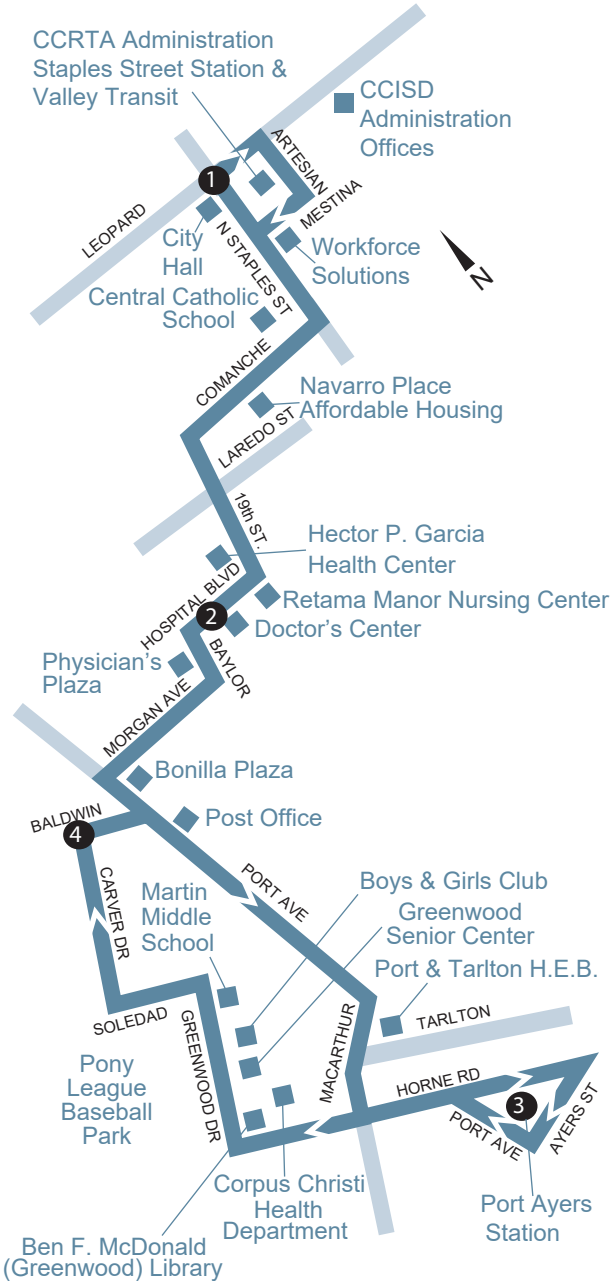 CCRTA Administration
Staples Street Station &
Valley Transit
CCISD
Administration
Offices
ARTESIAN
1
MESTINA
LEOPARD
City
Hall
N STAPLES ST
Workforce
Solutions
N
Central Catholic
School
COMANCHE
Navarro Place
Affordable Housing
LAREDO ST
19th ST.
Hector P. Garcia
Health Center
HOSPITAL BLVD
Retama Manor Nursing Center
2
Doctor's Center
BAYLOR
Physician's
Plaza
MORGAN AVE
Bonilla Plaza
BALDWIN
Post Office
4
CARVER DR
PORT AVE
Martin
Middle
School
Boys & Girls Club
Greenwood
Senior Center
Port & Tarlton H.E.B.
SOLEDAD
GREENWOOD DR
MACARTHUR
TARLTON
Pony
League
Baseball
Park
HORNE RD
3
PORT AVE
AYERS ST
Corpus Christi
Health
Department
Port Ayers
Station
Ben F. McDonald
(Greenwood) Library